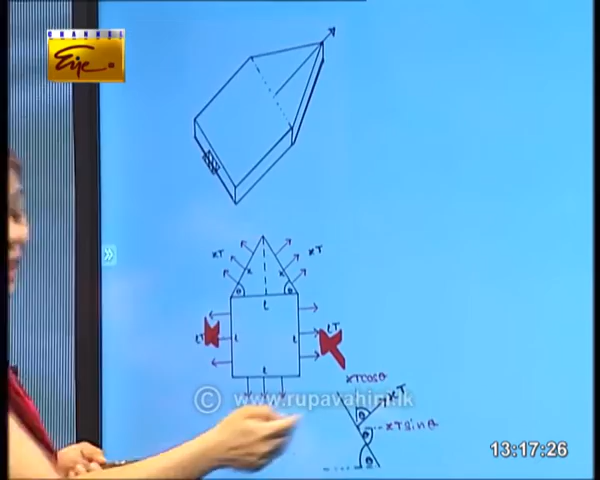 CHANNEL
Eye
xT
xT
x
x
θ
θ
l
lT
l
l
lT
l
xTcosθ
© www.rupavahini.lk
xT
θ
xTsinθ
θ
θ
13:17:26